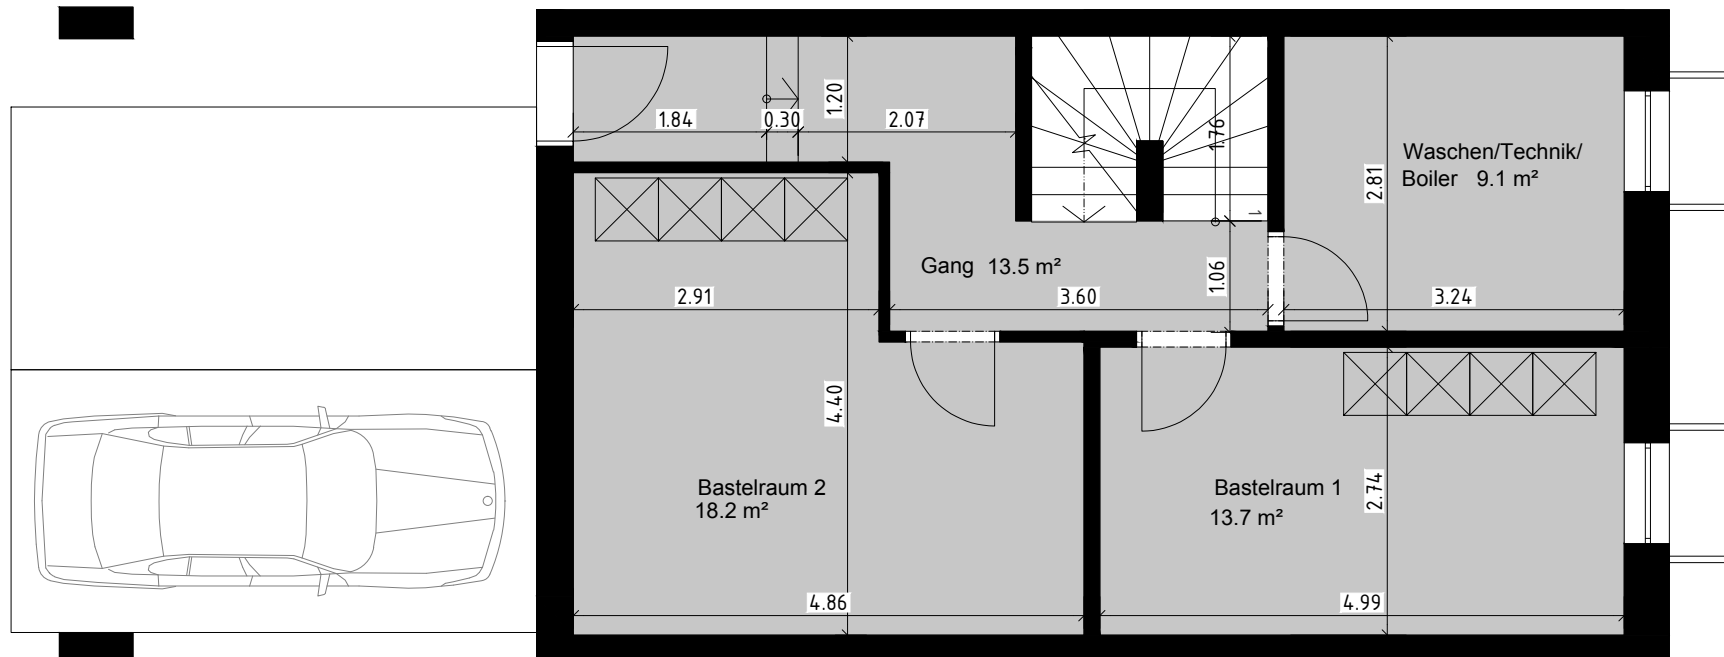 1.84
0.30
1.20
2.07
1.76
Waschen/Technik/
Boiler 9.1 m²
2.81
1
Gang 13.5 m²
1.06
2.91
3.60
3.24
4.40
Bastelraum 2
18.2 m²
Bastelraum 1
13.7 m²
2.74
4.86
4.99